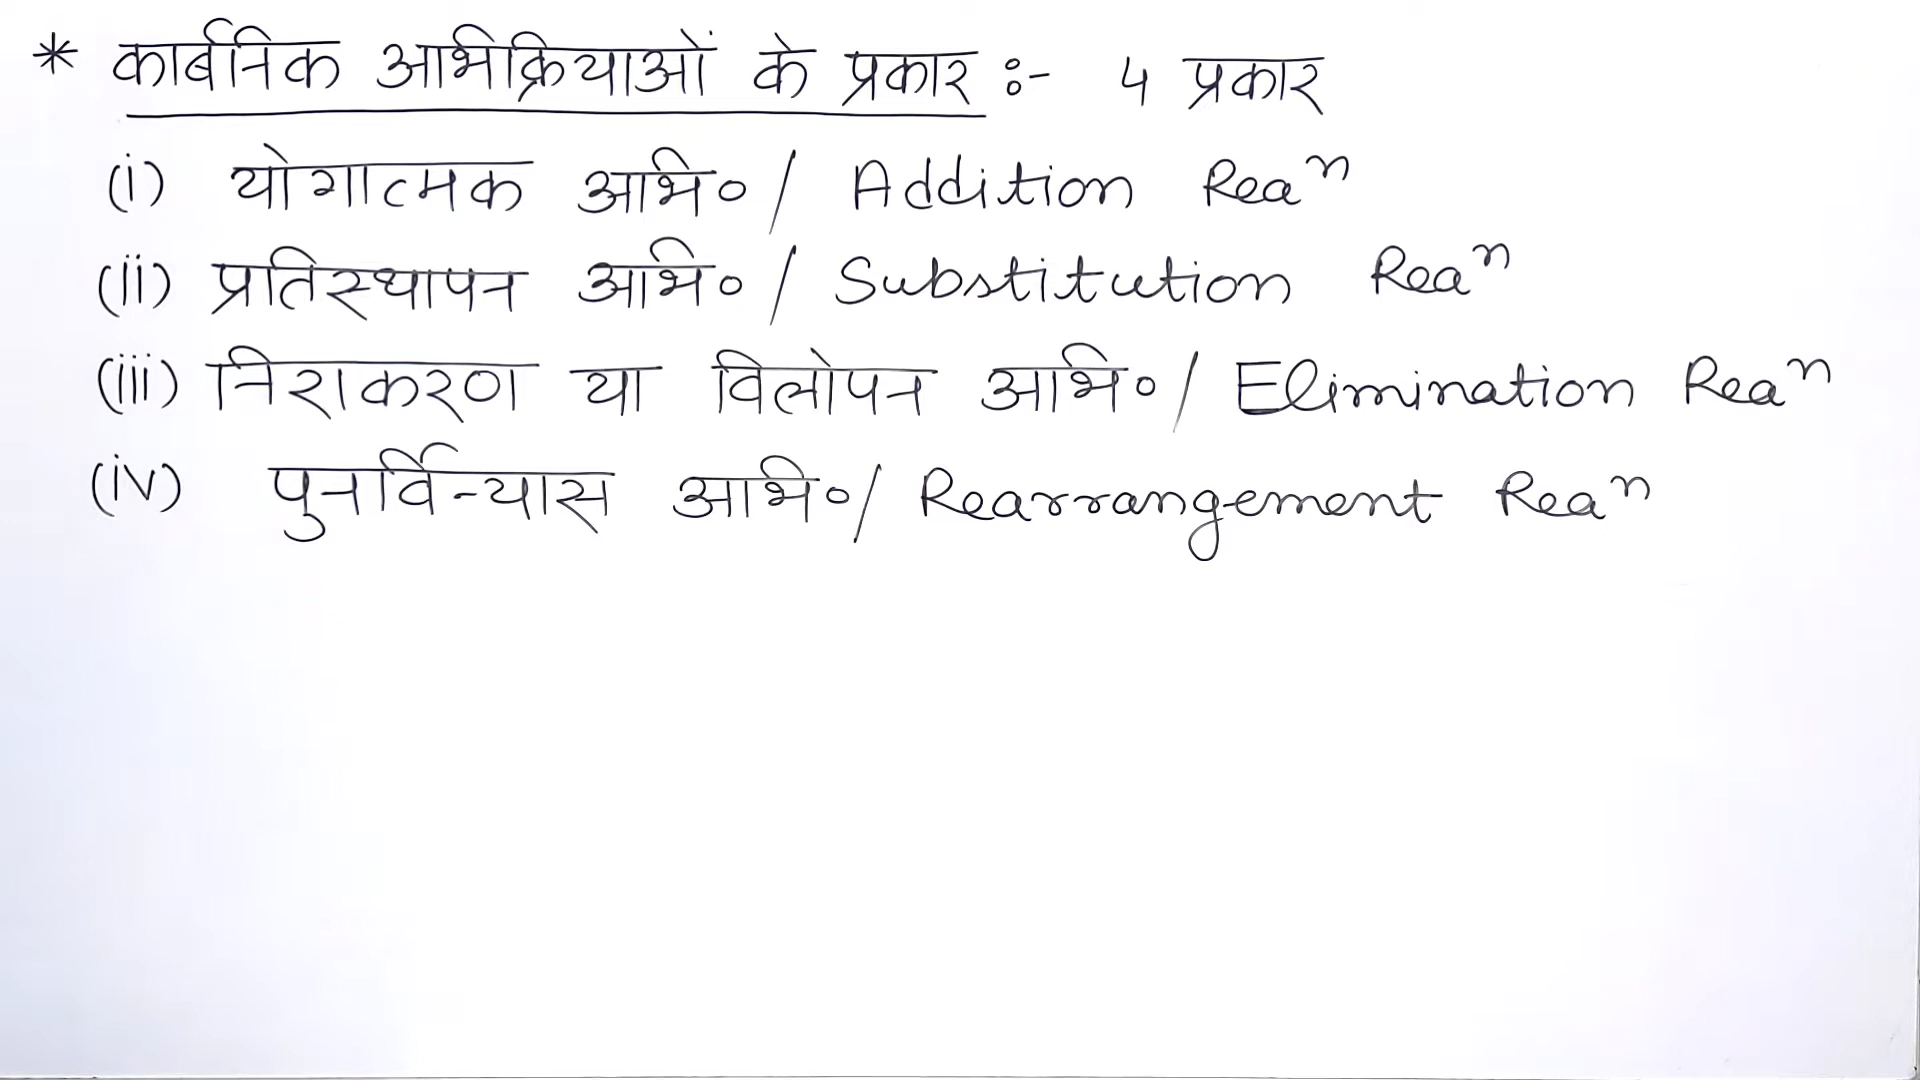 * कार्बनिक अभिक्रियाओं के प्रकार :- 4 प्रकार
(i) योगात्मक अभि० / Addition Reaⁿ
(ii) प्रतिस्थापन अभि० / Substitution Reaⁿ
(iii) निराकरण या विलोपन अभि० / Elimination Reaⁿ
(iv) पुनर्विन्यास अभि० / Rearrangement Reaⁿ